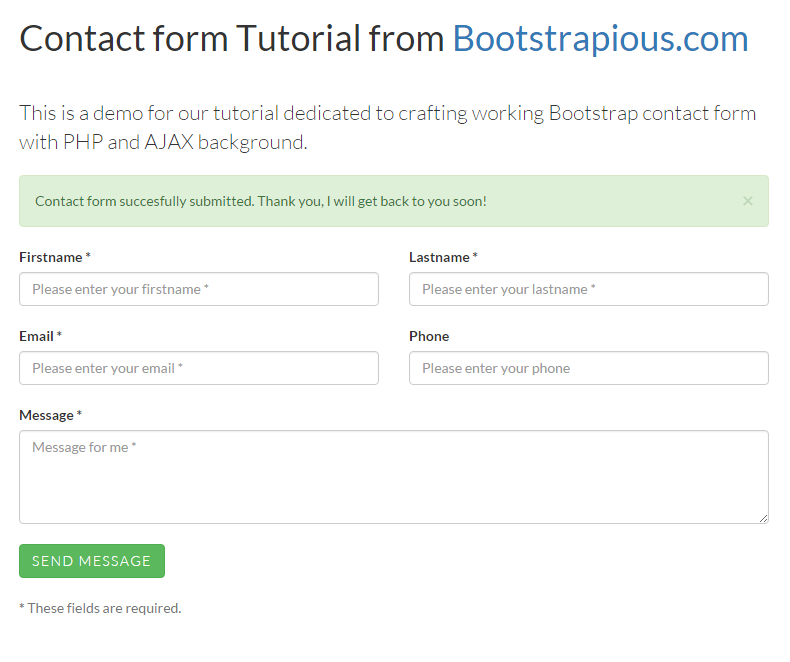 Contact form Tutorial from Bootstrapious.com
This is a demo for our tutorial dedicated to crafting working Bootstrap contact form
with PHP and AJAX background.
Contact form succesfully submitted. Thank you, I will get back to you soon! ×
Firstname * Lastname *
Please enter your firstname * Please enter your lastname *
Email * Phone
Please enter your email * Please enter your phone
Message *
Message for me *
SEND MESSAGE
* These fields are required.